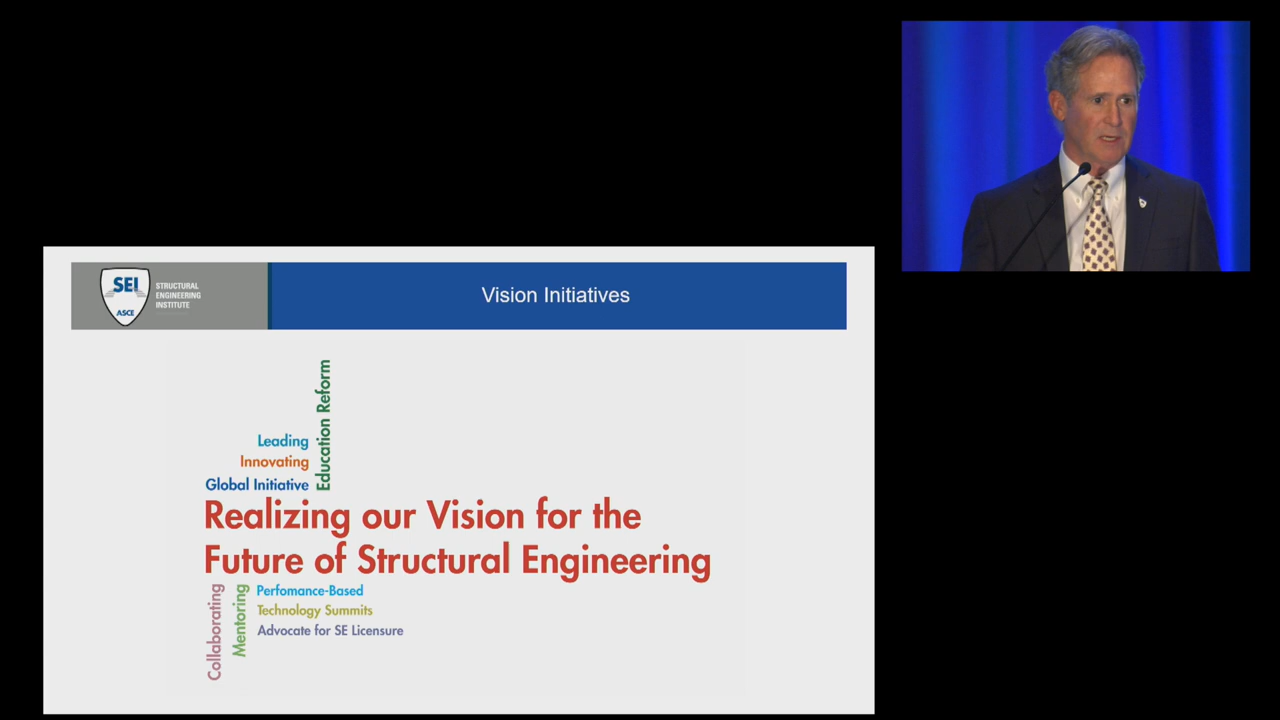 SEI
ASCE
STRUCTURAL
ENGINEERING
INSTITUTE
Vision Initiatives
Education Reform
Leading
Innovating
Global Initiative
Realizing our Vision for the
Future of Structural Engineering
Collaborating
Mentoring
Perfomance-Based
Technology Summits
Advocate for SE Licensure